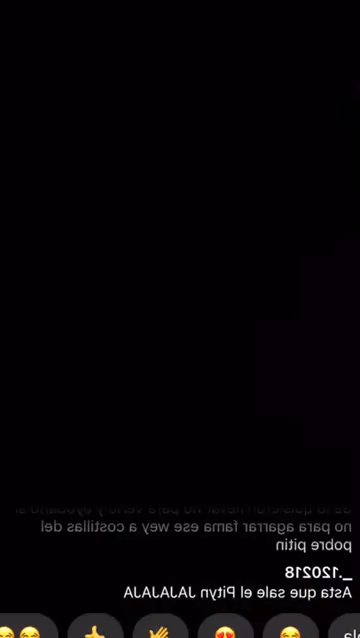 no para agarrar fama ese wey a costillas del
pobre pitin
_.120218
Asta que sale el Pityn JAJAJAJA